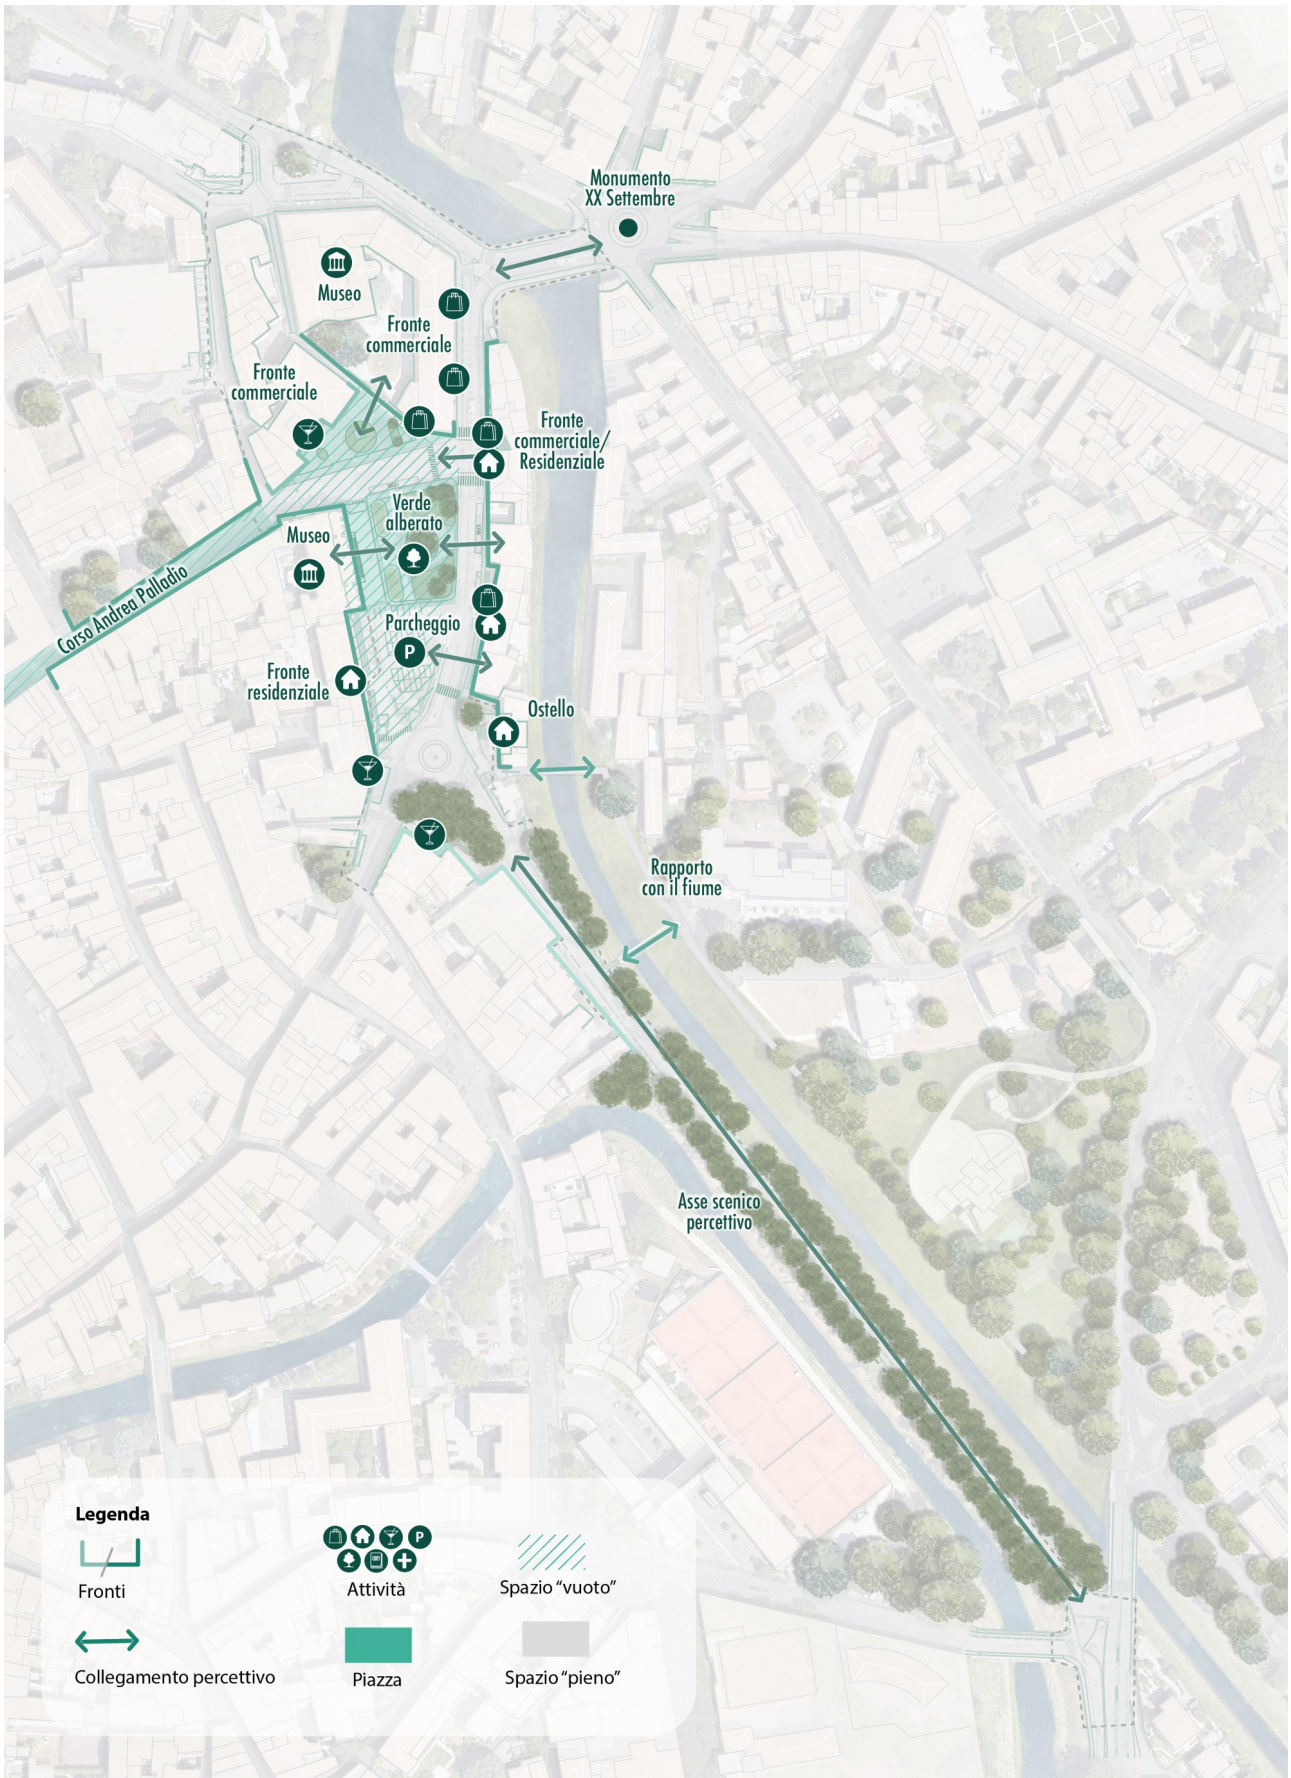 Monumento
XX Settembre
Museo
Fronte
commerciale
Fronte
commerciale
Fronte
commerciale/
Residenziale
Verde
alberato
Museo
Corso Andrea Palladio
Parcheggio
P
Fronte
residenziale
Ostello
Rapporto
con il fiume
Asse scenico
percettivo
Legenda
Fronti
P
Attività
Spazio “vuoto”
Collegamento percettivo
Piazza
Spazio “pieno”